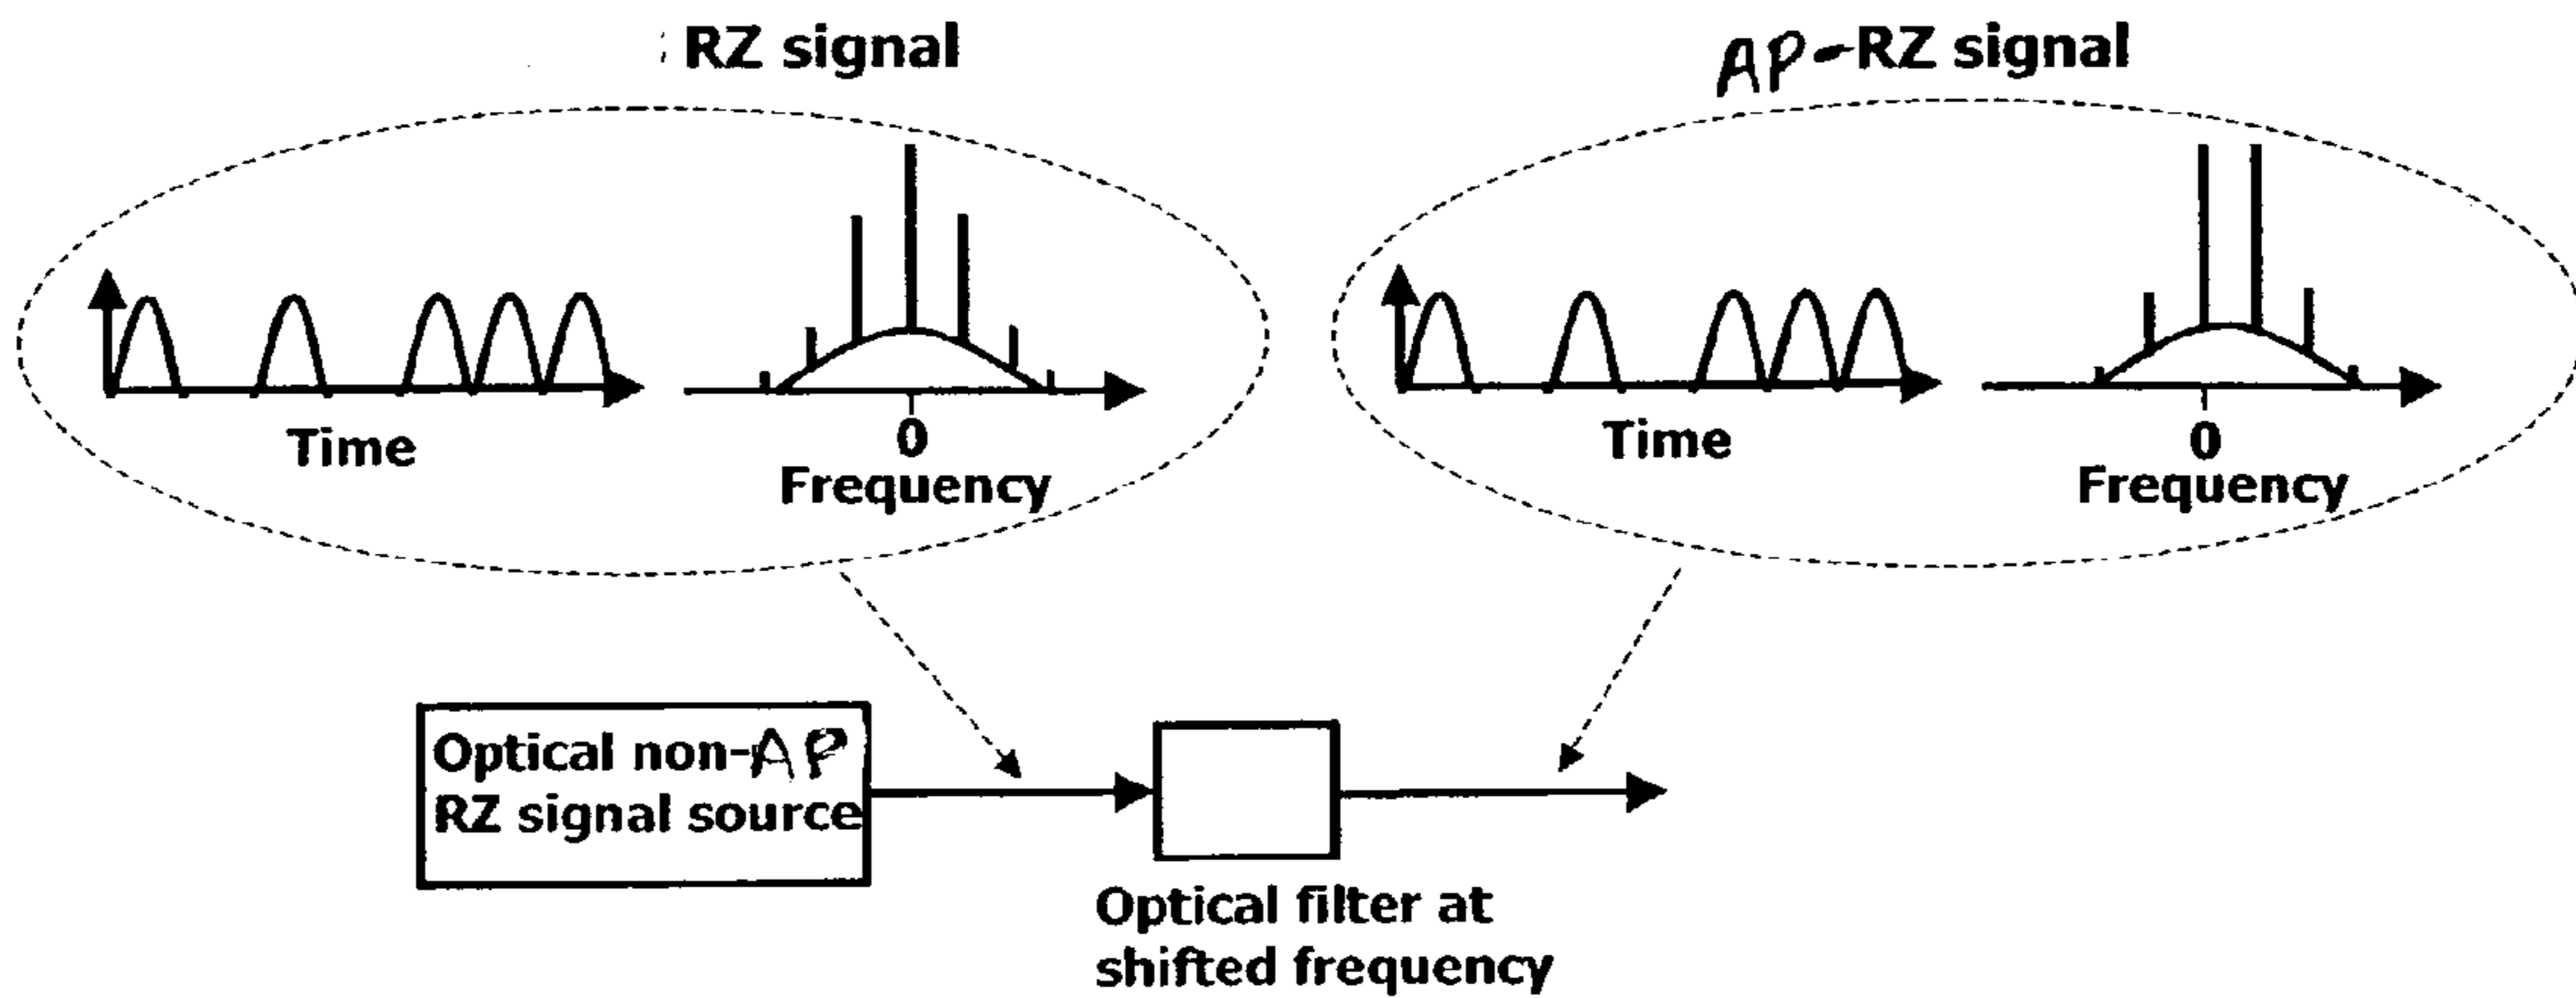 RZ signal
AP-RZ signal
Time
0
Frequency
Time
0
Frequency
Optical non-AP
RZ signal source
Optical filter at
shifted frequency